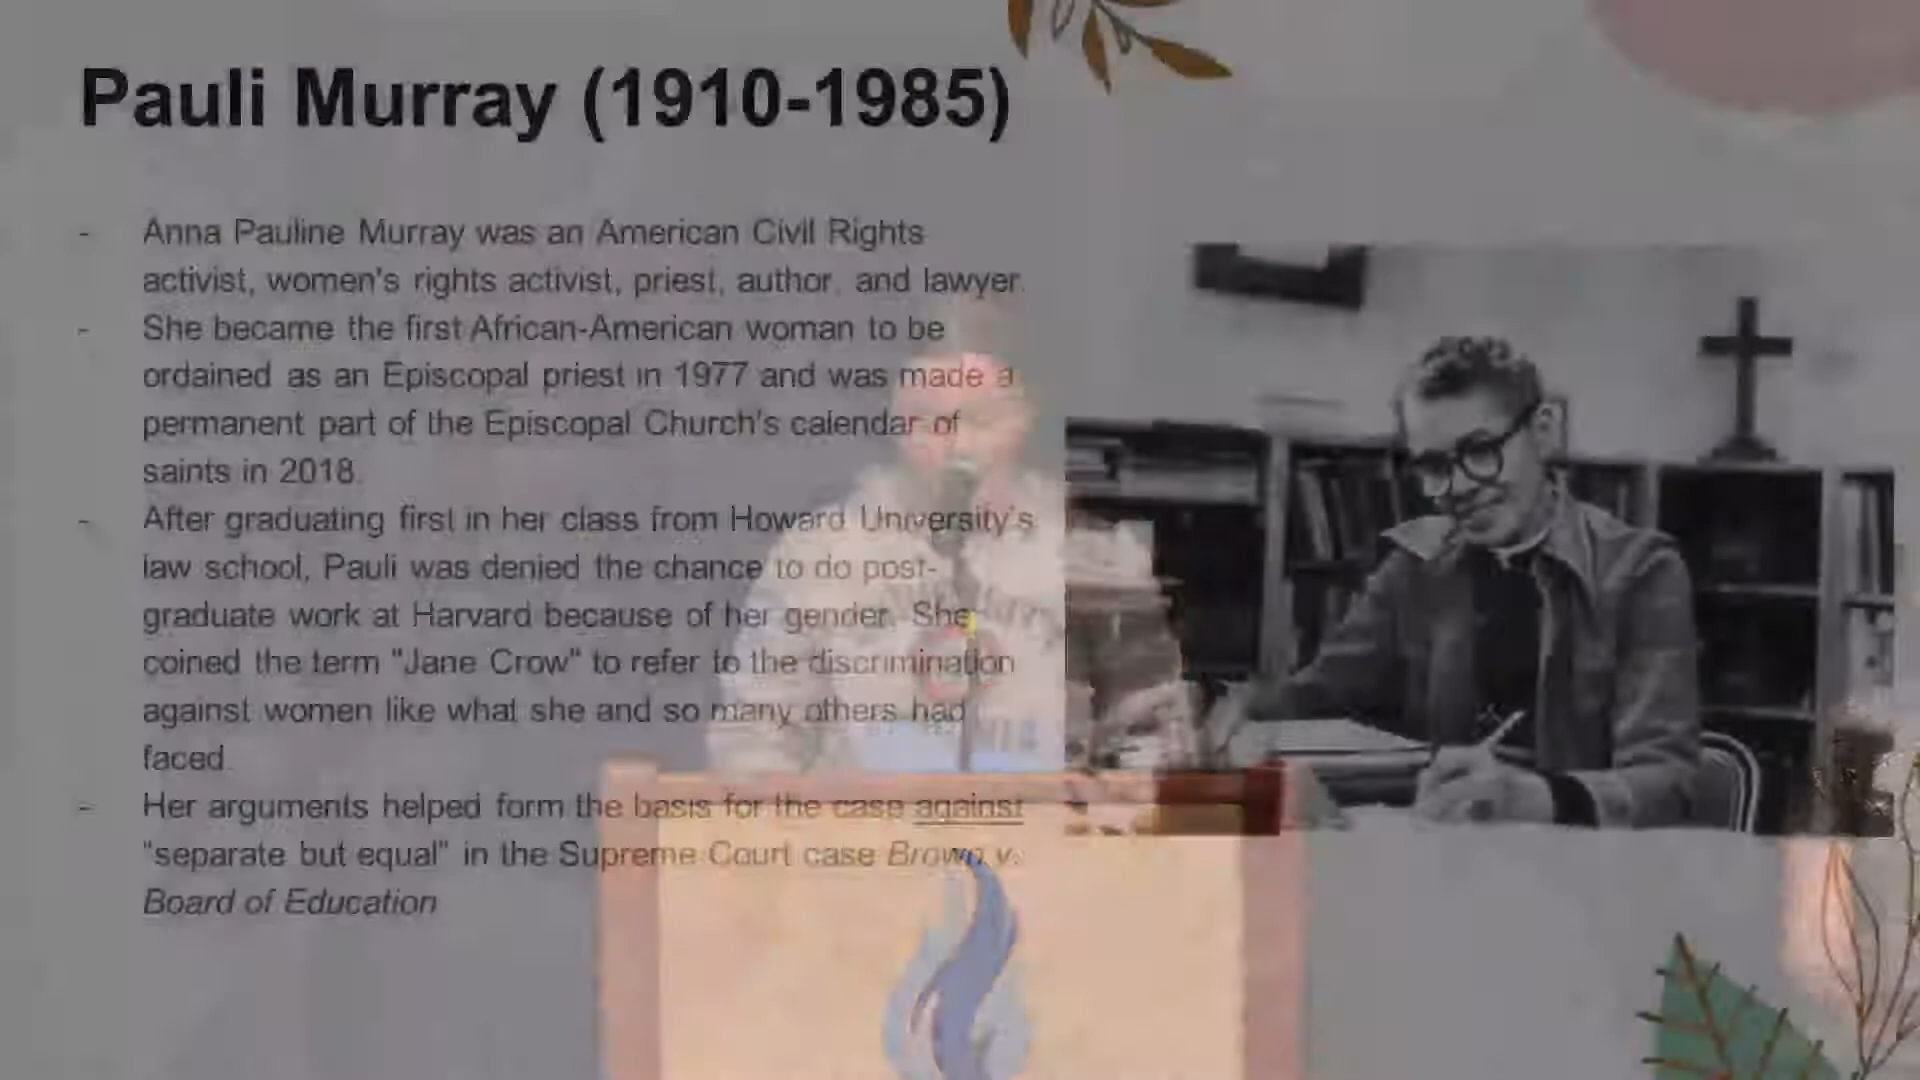 Pauli Murray (1910-1985)
- Anna Pauline Murray was an American Civil Rights
activist, women's rights activist, priest, author, and lawyer.
- She became the first African-American woman to be
ordained as an Episcopal priest in 1977 and was made a
permanent part of the Episcopal Church's calendar of
saints in 2018.
- After graduating first in her class from Howard University's
law school, Pauli was denied the chance to do post-
graduate work at Harvard because of her gender. She
coined the term "Jane Crow" to refer to the discrimination
against women like what she and so many others had
faced.
- Her arguments helped form the basis for the case against
"separate but equal" in the Supreme Court case Brown v.
Board of Education